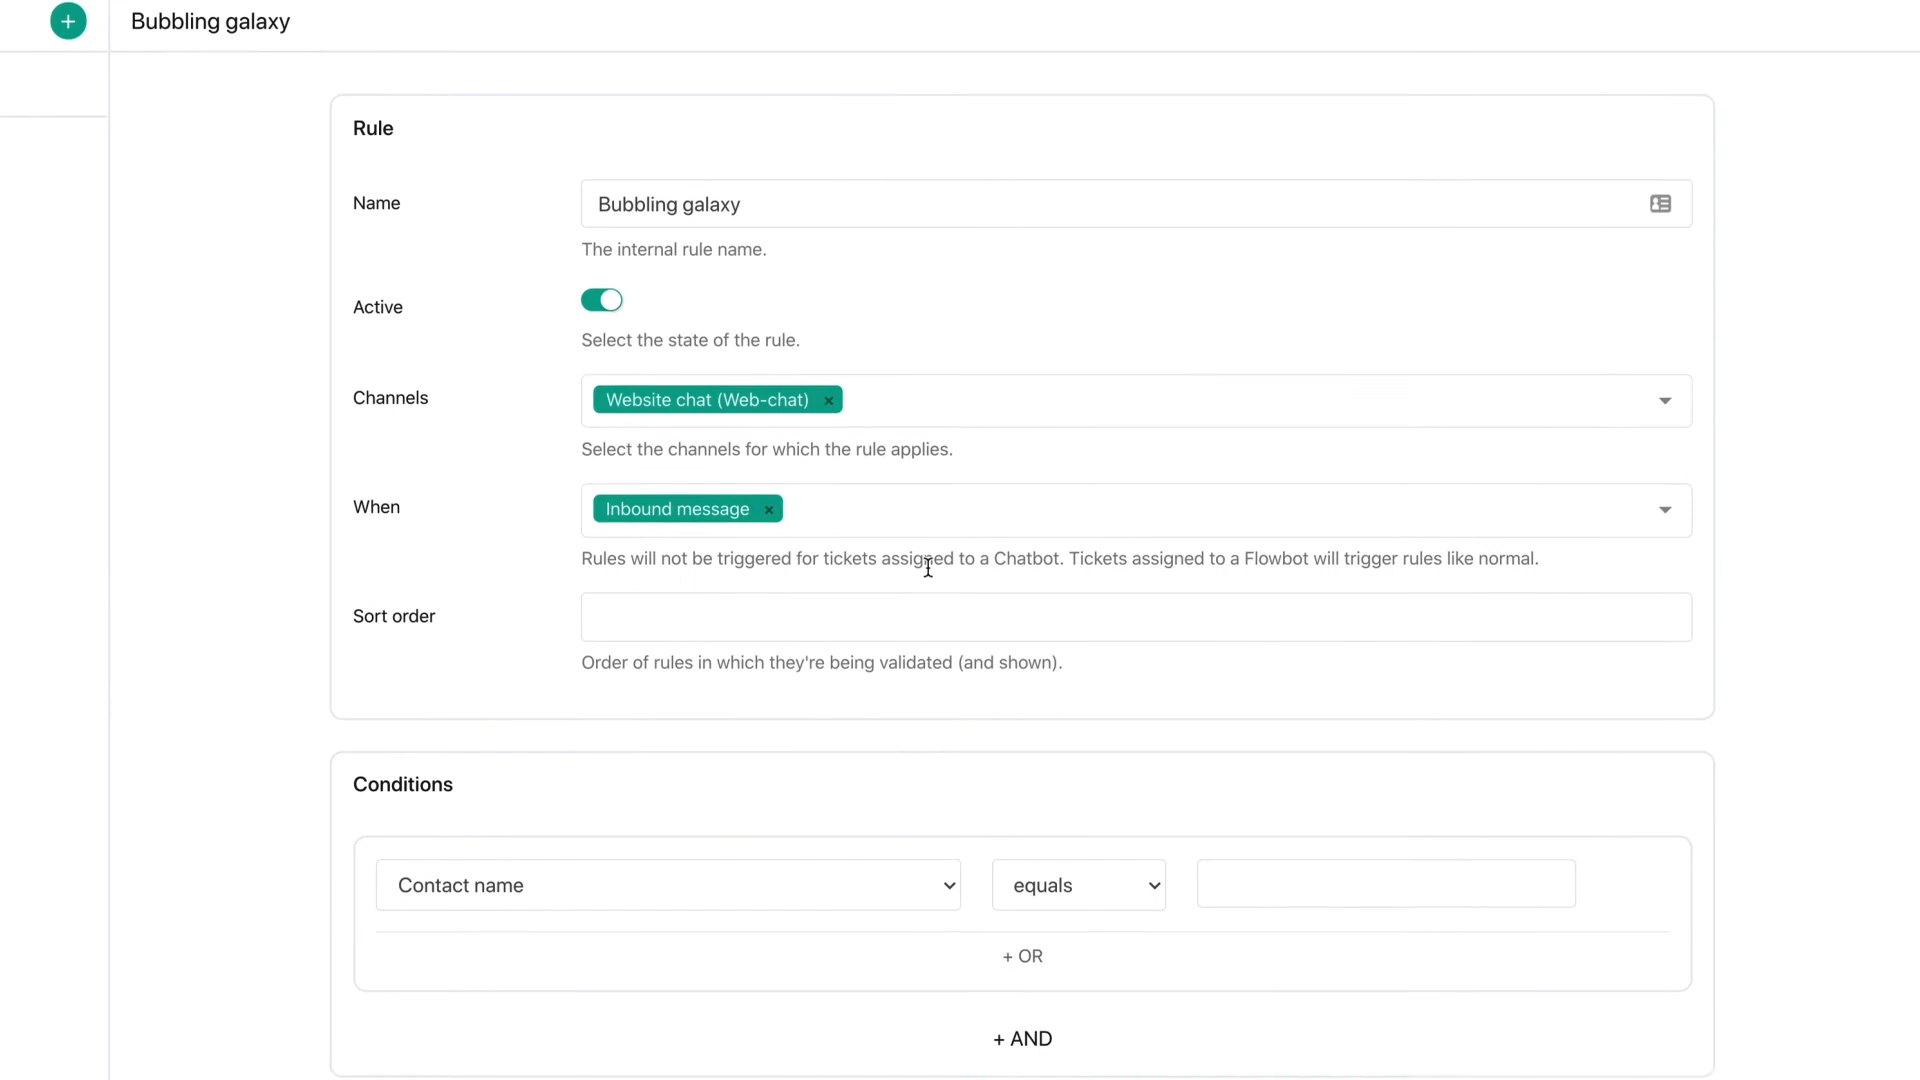 Bubbling galaxy
Rule
Name
Bubbling galaxy
The internal rule name.
Active
Select the state of the rule.
Channels
Website chat (Web-chat) ×
Select the channels for which the rule applies.
When
Inbound message ×
Rules will not be triggered for tickets assigned to a Chatbot. Tickets assigned to a Flowbot will trigger rules like normal.
Sort order
Order of rules in which they're being validated (and shown).
Conditions
Contact name equals
+ OR
+ AND